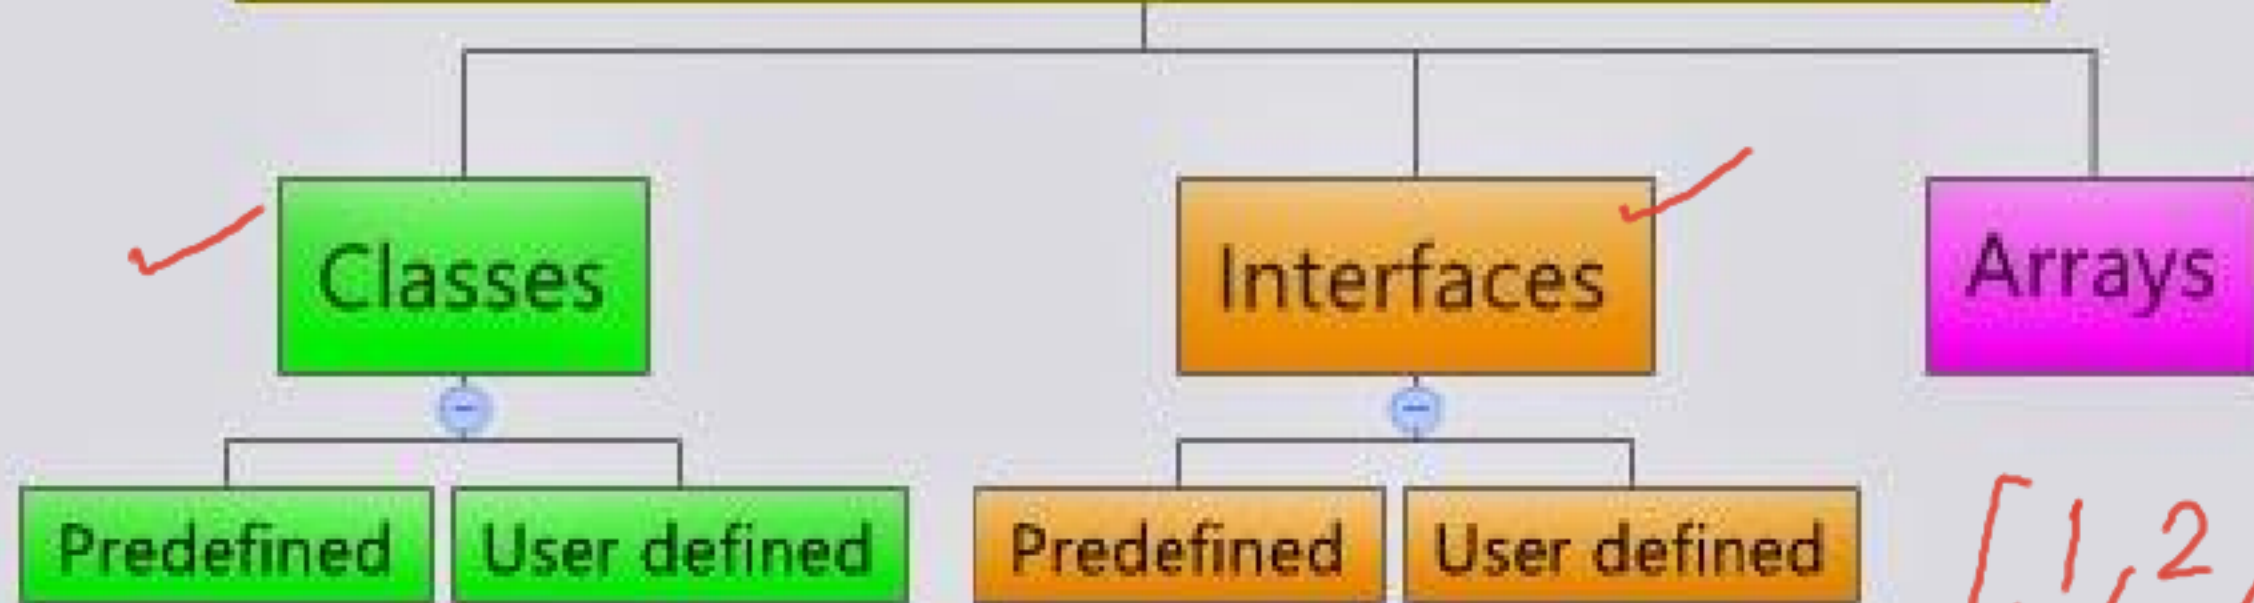 Classes Interfaces Arrays
Predefined User defined Predefined User defined
[1, 2,